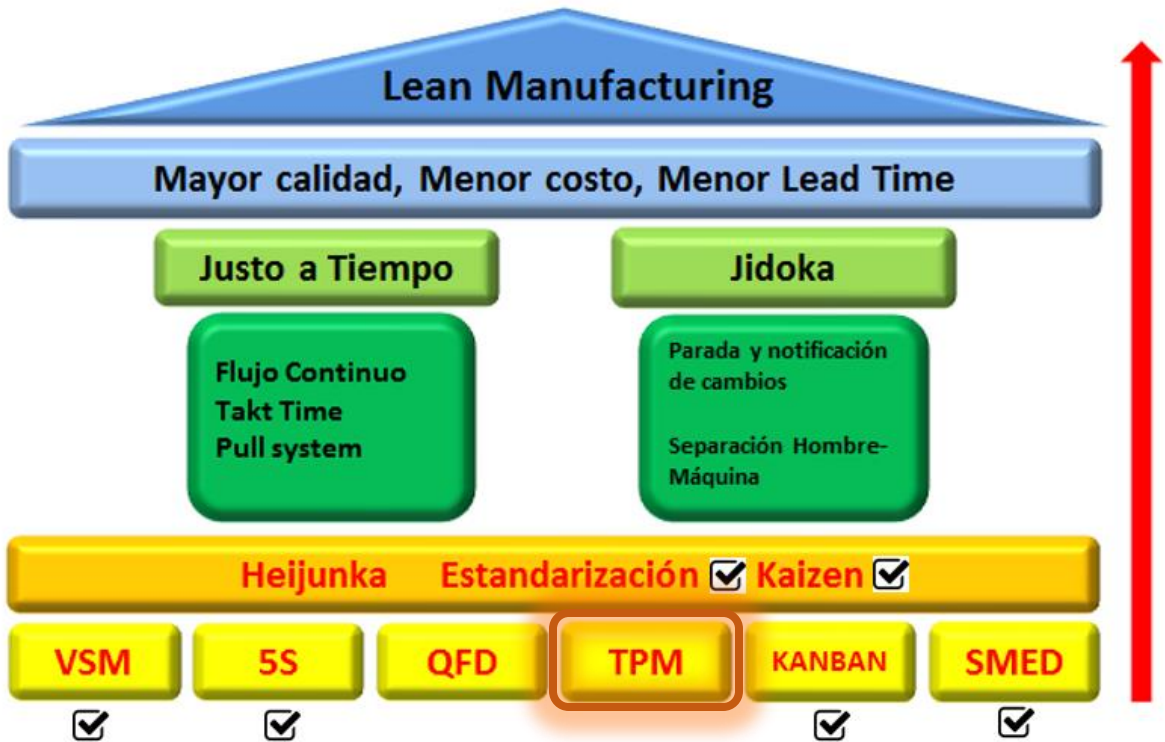 Lean Manufacturing
Mayor calidad, Menor costo, Menor Lead Time
Justo a Tiempo
Jidoka
Flujo Continuo
Takt Time
Pull system
Parada y notificación
de cambios
Separación Hombre-
Máquina
Heijunka Estandarización Kaizen
VSM
5S
QFD
TPM
KANBAN
SMED